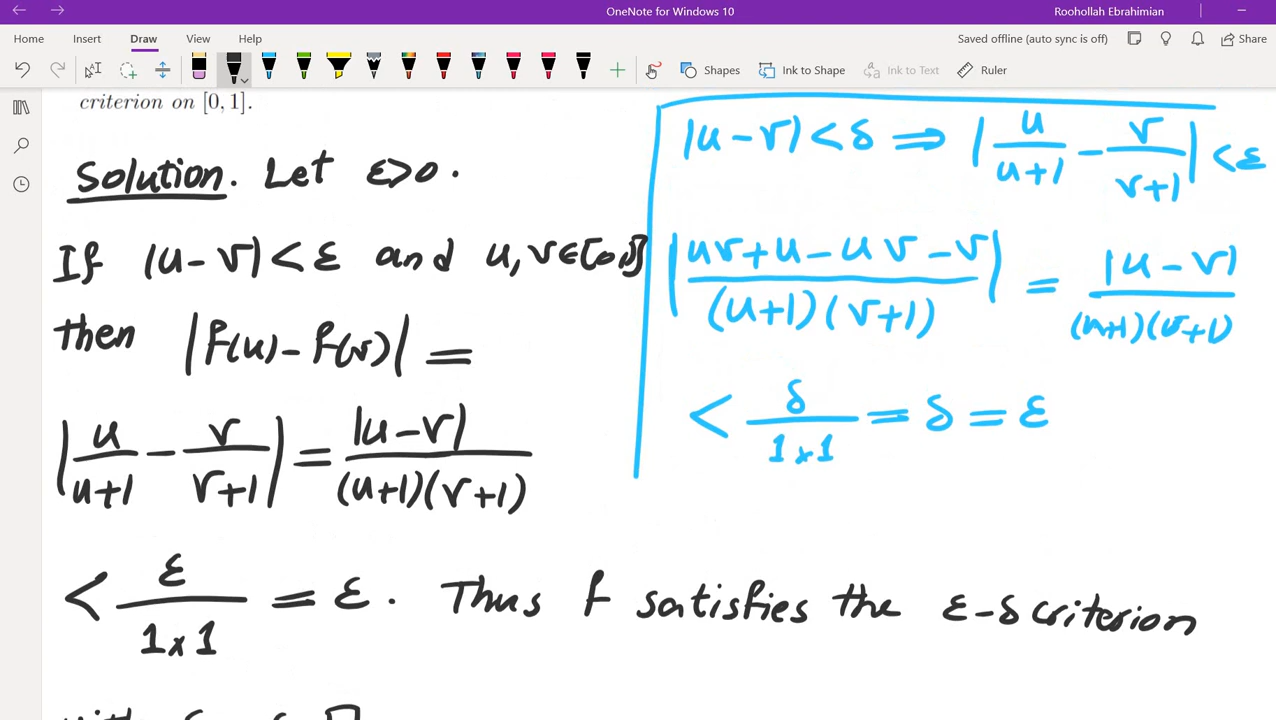 OneNote for Windows 10
Roohollah Ebrahimian
Home Insert Draw View Help
Saved offline (auto sync is off)
Share
Shapes
Ink to Shape
Ink to Text
Ruler
criterion on [0, 1].
Solution. Let ε>0.
If |u-v|<ε and u,v∈[0,1]
then |f(u)-f(v)| =
|u/(u+1) - v/(v+1)| = |u-v|/((u+1)(v+1))
< ε/(1×1) = ε. Thus f satisfies the ε-δ criterion
|u-v|<δ ⇒ |u/(u+1) - v/(v+1)| < ε
|(uv+u-uv-v)/((u+1)(v+1))| = |u-v|/((u+1)(v+1))
< δ/(1×1) = δ = ε